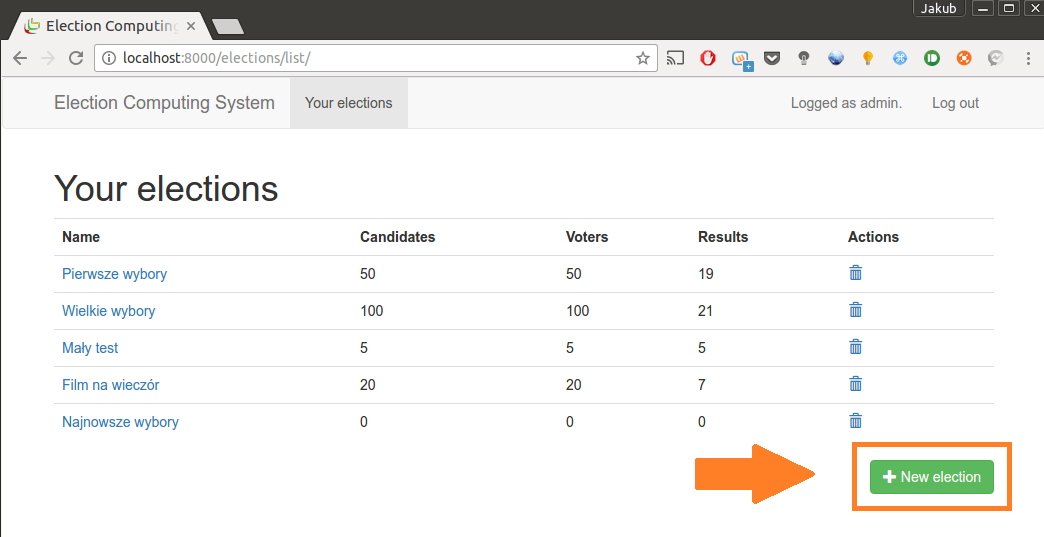 Jakub
Election Computing
localhost:8000/elections/list/
Election Computing System Your elections Logged as admin. Log out
Your elections
Name Candidates Voters Results Actions
Pierwsze wybory 50 50 19
Wielkie wybory 100 100 21
Mały test 5 5 5
Film na wieczór 20 20 7
Najnowsze wybory 0 0 0
New election